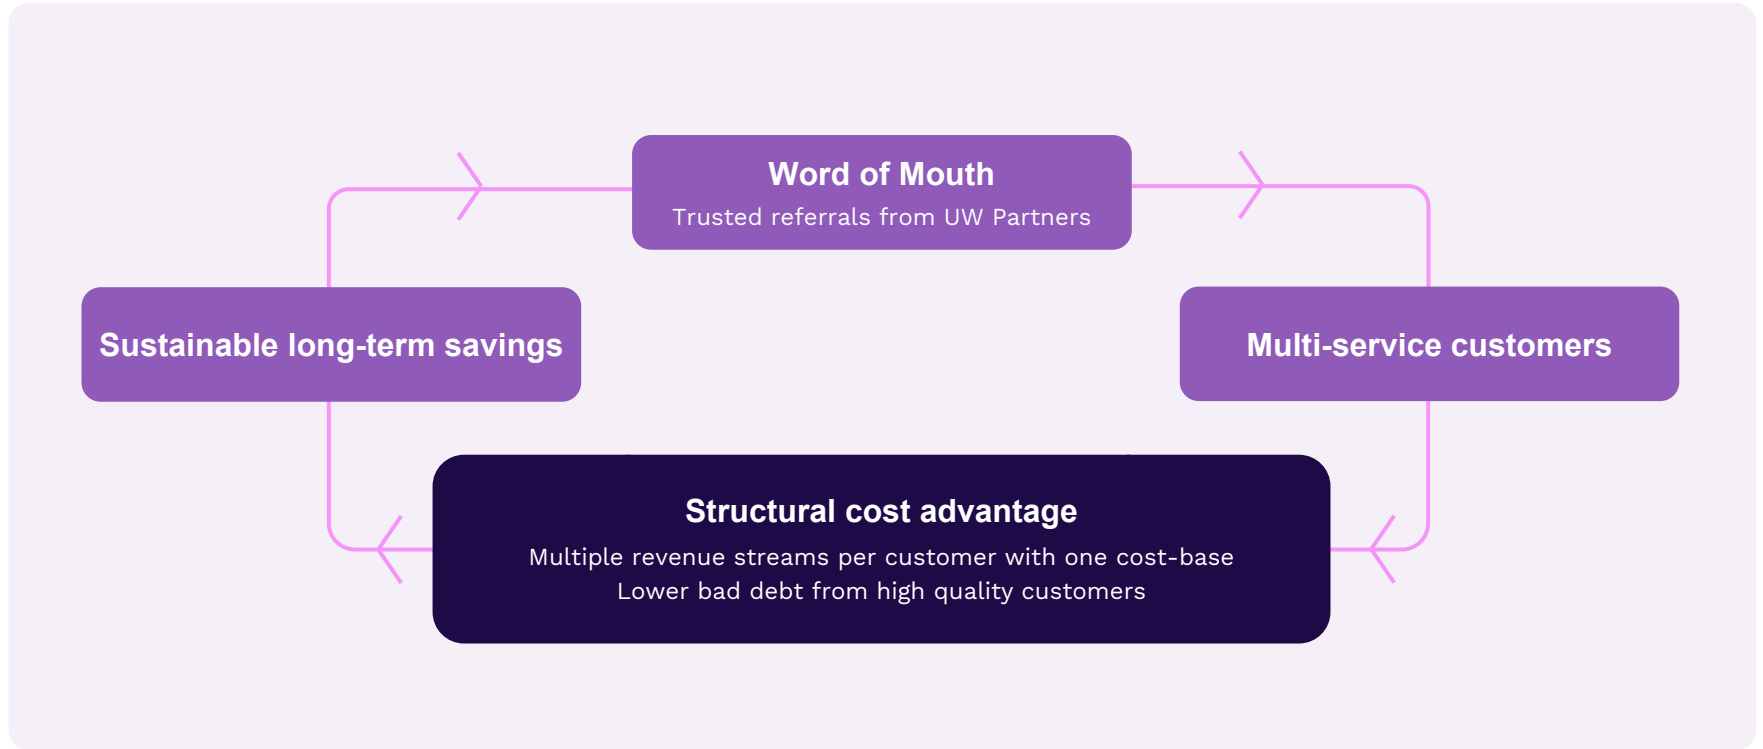 Word of Mouth
Trusted referrals from UW Partners
Sustainable long-term savings
Multi-service customers
Structural cost advantage
Multiple revenue streams per customer with one cost-base
Lower bad debt from high quality customers